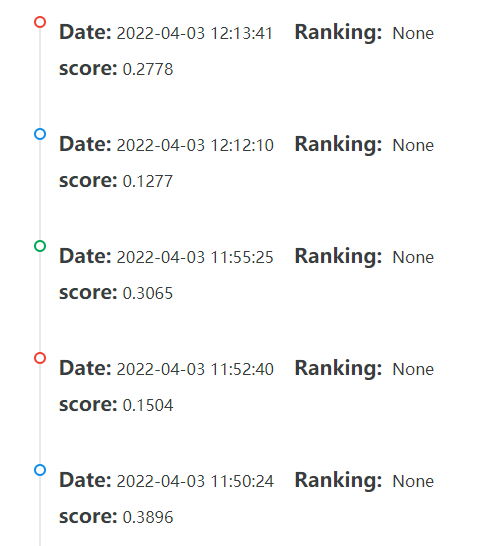 Date: 2022-04-03 12:13:41 Ranking: None
score: 0.2778
Date: 2022-04-03 12:12:10 Ranking: None
score: 0.1277
Date: 2022-04-03 11:55:25 Ranking: None
score: 0.3065
Date: 2022-04-03 11:52:40 Ranking: None
score: 0.1504
Date: 2022-04-03 11:50:24 Ranking: None
score: 0.3896